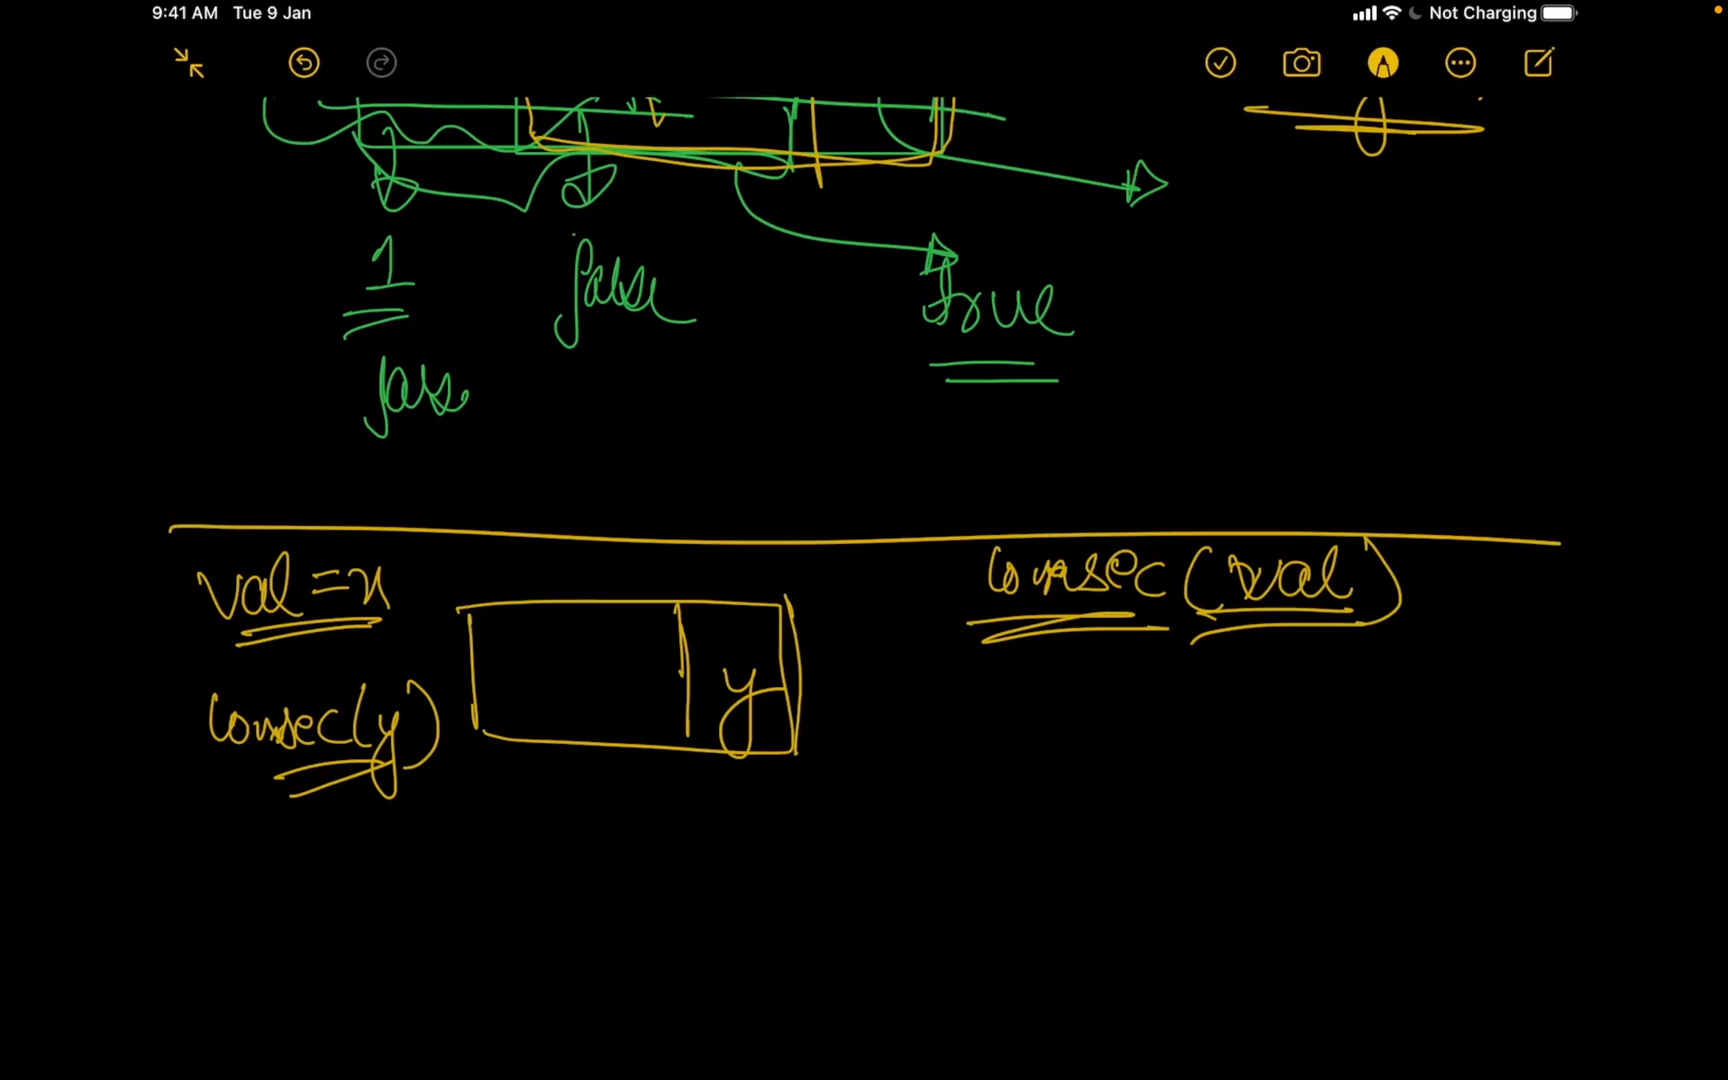 9:41 AM Tue 9 Jan Not Charging
1 false true
false
val = x consec(val)
consec(y) y